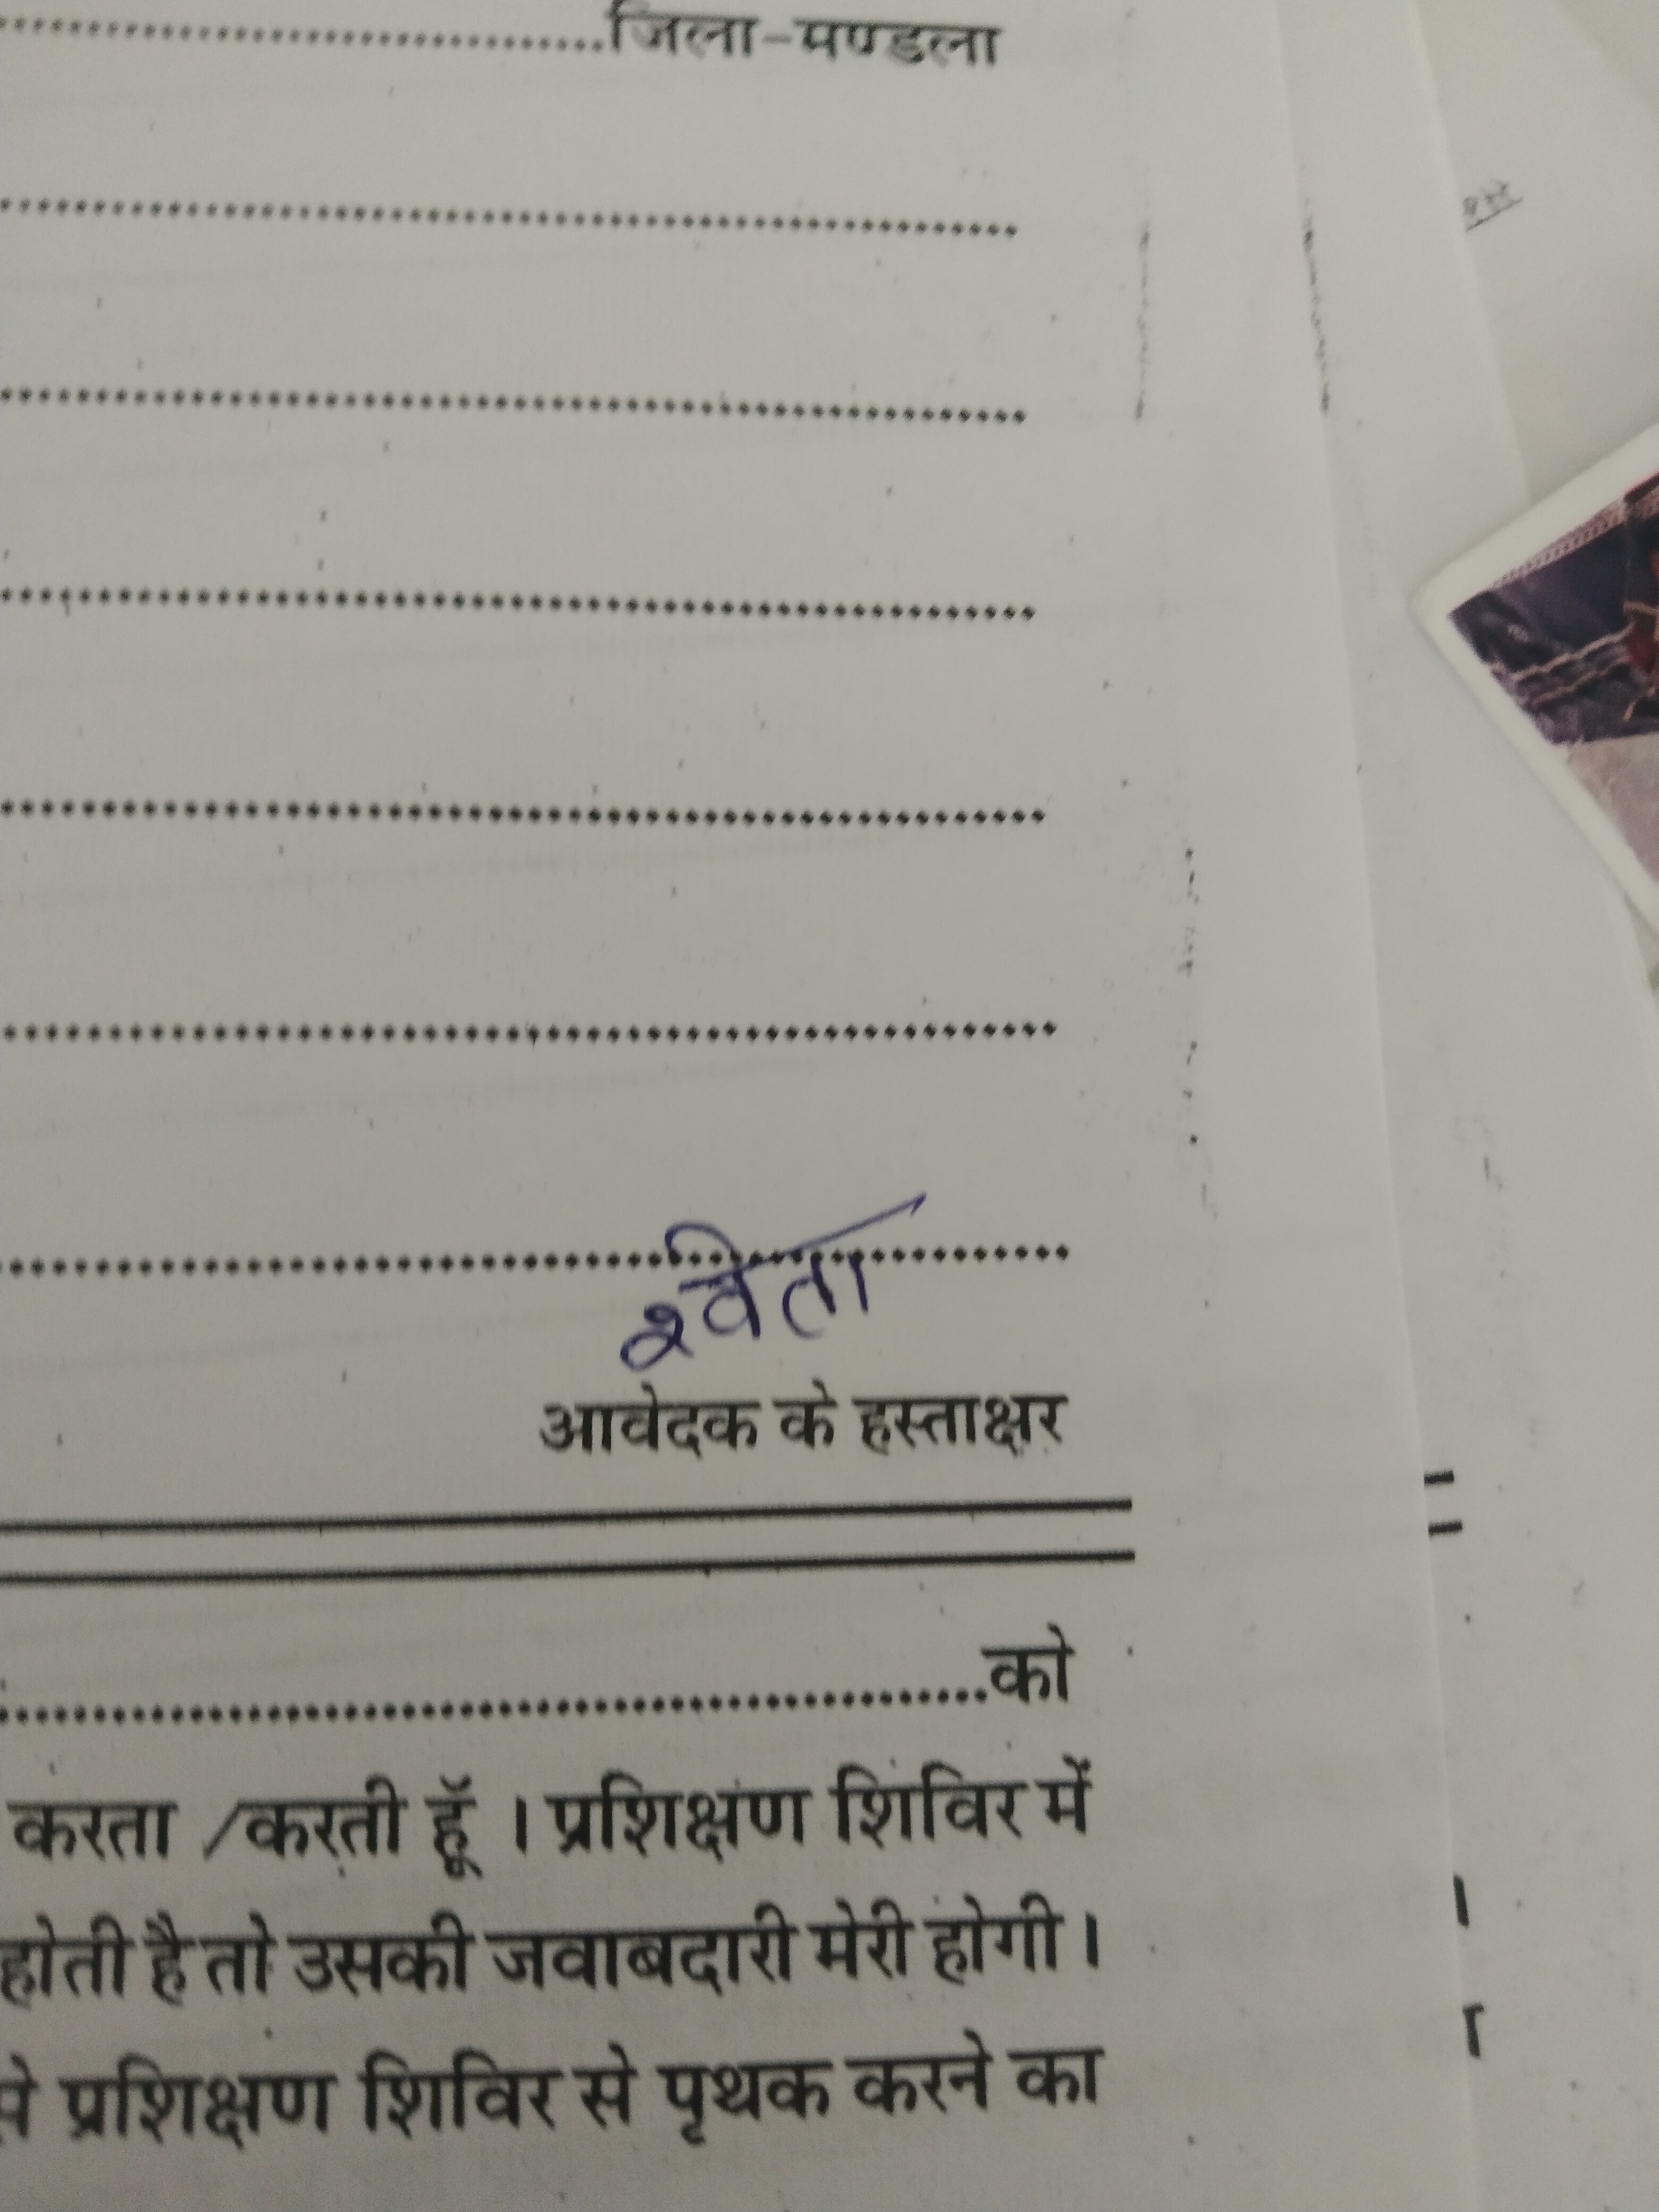 ..............................जिला-मण्डला
श्वेता
आवेदक के हस्ताक्षर
..............................को
करता /करती हूॅं । प्रशिक्षण शिविर में
होती है तो उसकी जवाबदारी मेरी होगी।
प्रशिक्षण शिविर से पृथक करने का